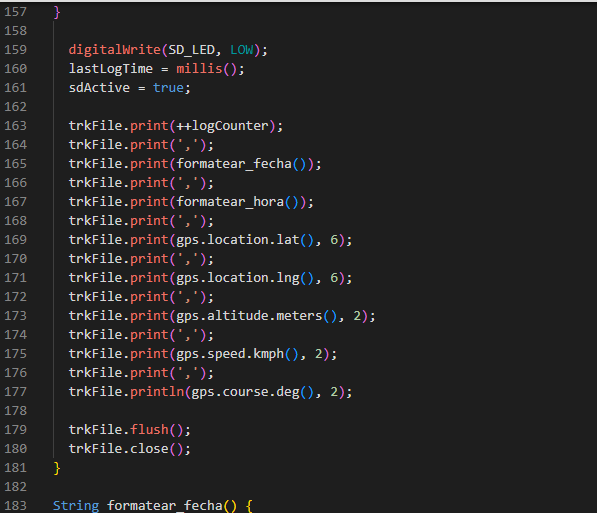 157 }
158
159 digitalWrite(SD_LED, LOW);
160 lastLogTime = millis();
161 sdActive = true;
162
163 trkFile.print(++logCounter);
164 trkFile.print(',');
165 trkFile.print(formatear_fecha());
166 trkFile.print(',');
167 trkFile.print(formatear_hora());
168 trkFile.print(',');
169 trkFile.print(gps.location.lat(), 6);
170 trkFile.print(',');
171 trkFile.print(gps.location.lng(), 6);
172 trkFile.print(',');
173 trkFile.print(gps.altitude.meters(), 2);
174 trkFile.print(',');
175 trkFile.print(gps.speed.kmph(), 2);
176 trkFile.print(',');
177 trkFile.println(gps.course.deg(), 2);
178
179 trkFile.flush();
180 trkFile.close();
181 }
182
183 String formatear_fecha() {